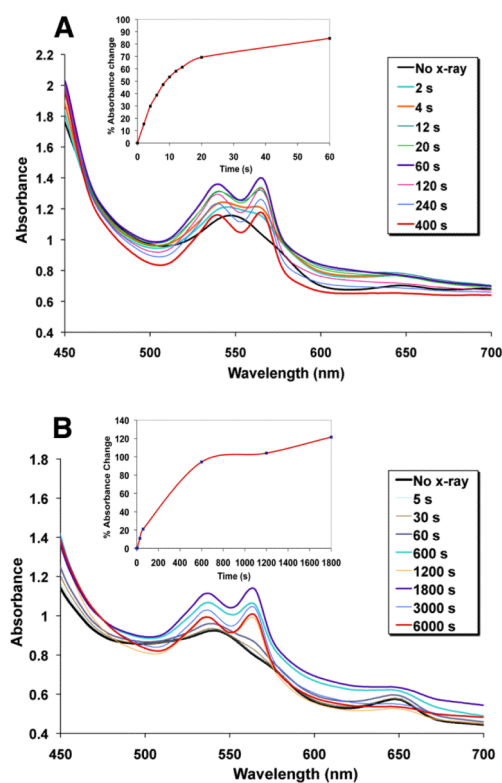 A
100
90
80
70
60
50
40
30
20
10
0
% Absorbance change
0 20 40 60
Time (s)
2.2
2
1.8
1.6
1.4
1.2
1
0.8
0.6
0.4
Absorbance
450 500 550 600 650 700
Wavelength (nm)
No x-ray
2 s
4 s
12 s
20 s
60 s
120 s
240 s
400 s
B
140
120
100
80
60
40
20
0
% Absorbance Change
0 200 400 600 800 1000 1200 1400 1600 1800
Time (s)
1.8
1.6
1.4
1.2
1
0.8
0.6
0.4
Absorbance
450 500 550 600 650 700
Wavelength (nm)
No x-ray
5 s
30 s
60 s
600 s
1200 s
1800 s
3000 s
6000 s